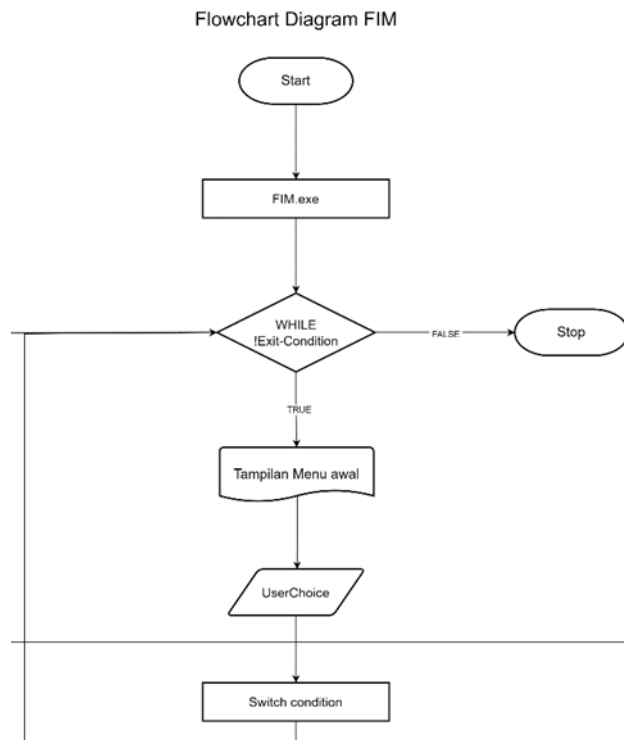 Flowchart Diagram FIM
Start
FIM.exe
WHILE
!Exit-Condition
FALSE
Stop
TRUE
Tampilan Menu awal
UserChoice
Switch condition